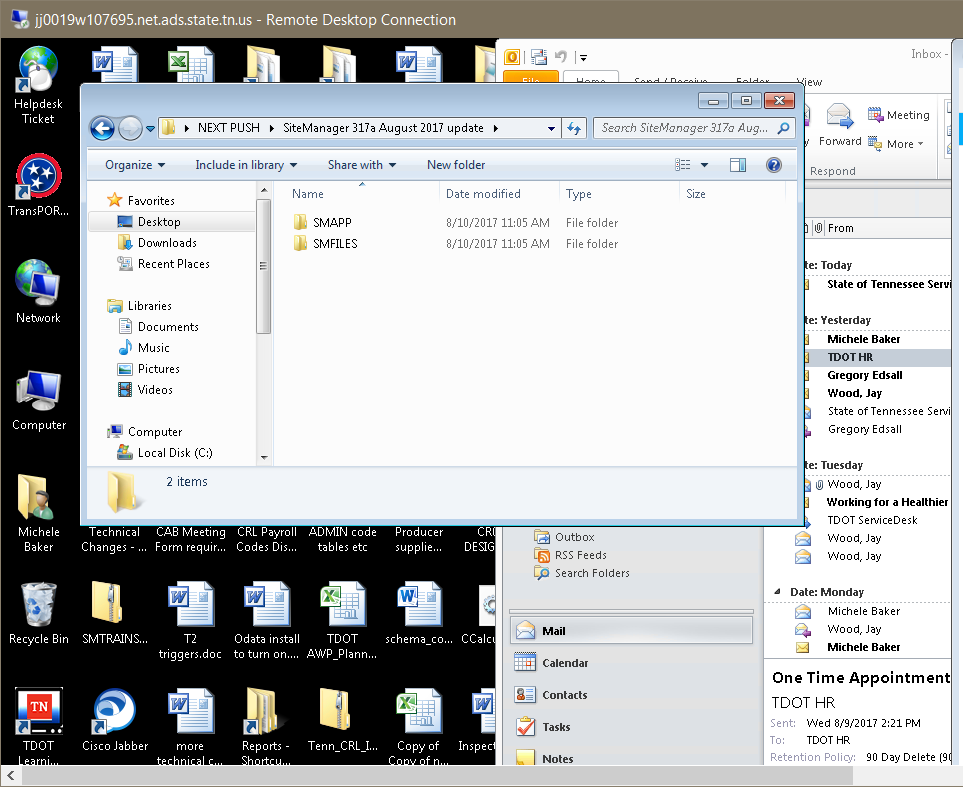 jj0019w107695.net.ads.state.tn.us - Remote Desktop Connection
Helpdesk
Ticket
TransPOR...
Network
Computer
Michele
Baker
Recycle Bin
TDOT
Learni...
Inbox -
File
Home
Send / Receive
Folder
View
NEXT PUSH
SiteManager 317a August 2017 update
Search SiteManager 317a Aug...
Organize
Include in library
Share with
New folder
Favorites
Desktop
Downloads
Recent Places
Libraries
Documents
Music
Pictures
Videos
Computer
Local Disk (C:)
Name
Date modified
Type
Size
SMAPP
8/10/2017 11:05 AM
File folder
SMFILES
8/10/2017 11:05 AM
File folder
2 items
Forward
Meeting
More
Respond
From
te: Today
State of Tennessee Servi
te: Yesterday
Michele Baker
TDOT HR
Gregory Edsall
Wood, Jay
State of Tennessee Servi
Gregory Edsall
te: Tuesday
Wood, Jay
Working for a Healthier
TDOT ServiceDesk
Wood, Jay
Wood, Jay
Date: Monday
Michele Baker
Wood, Jay
Michele Baker
Technical
Changes - ...
CAB Meeting
Form requir...
CRL Payroll
Codes Dis...
ADMIN code
tables etc
Producer
supplie...
CRO
DESIG
SMTRAINS...
T2
triggers.doc
Odata install
to turn on....
TDOT
AWP_Plann...
schema_co...
CCalcu
Cisco Jabber
more
technical c...
Reports -
Shortcu...
Tenn_CRL_I...
Copy of
Copy of n...
Inspect
Outbox
RSS Feeds
Search Folders
Mail
Calendar
Contacts
Tasks
Notes
One Time Appointment
TDOT HR
Sent: Wed 8/9/2017 2:21 PM
To: TDOT HR
Retention Policy: 90 Day Delete (90